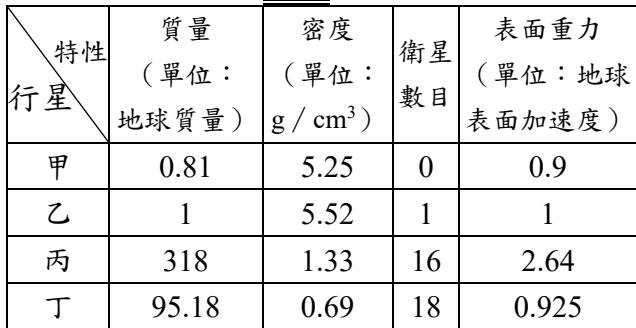 特性
行星
質量
（單位：
地球質量）
密度
（單位：
g／cm³）
衛星
數目
表面重力
（單位：地球
表面加速度）
甲 0.81 5.25 0 0.9
乙 1 5.52 1 1
丙 318 1.33 16 2.64
丁 95.18 0.69 18 0.925